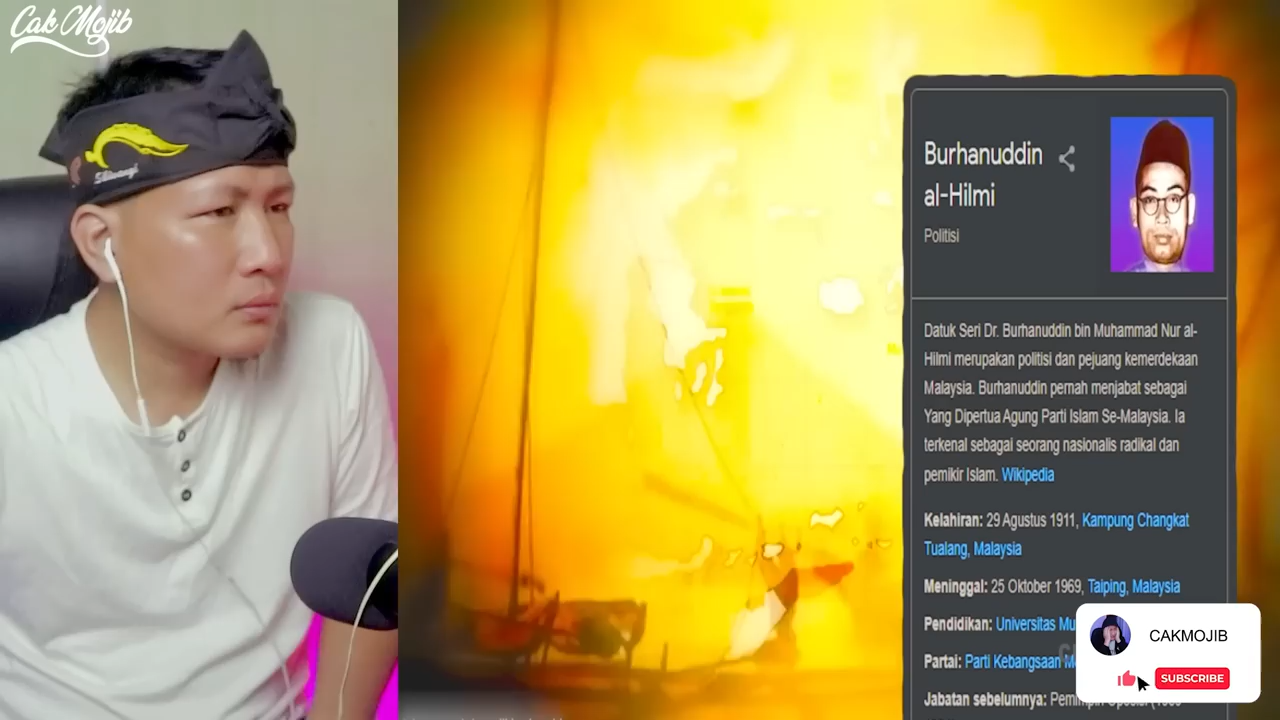 Cak Mojib
Burhanuddin
al-Hilmi
Politisi
Datuk Seri Dr. Burhanuddin bin Muhammad Nur al-
Hilmi merupakan politisi dan pejuang kemerdekaan
Malaysia. Burhanuddin pernah menjabat sebagai
Yang Dipertua Agung Parti Islam Se-Malaysia. Ia
terkenal sebagai seorang nasionalis radikal dan
pemikir Islam. Wikipedia
Kelahiran: 29 Agustus 1911, Kampung Changkat
Tualang, Malaysia
Meninggal: 25 Oktober 1969, Taiping, Malaysia
Pendidikan: Universitas Mu
Partai: Parti Kebangsaan M
Jabatan sebelumnya:
CAKMOJIB
SUBSCRIBE